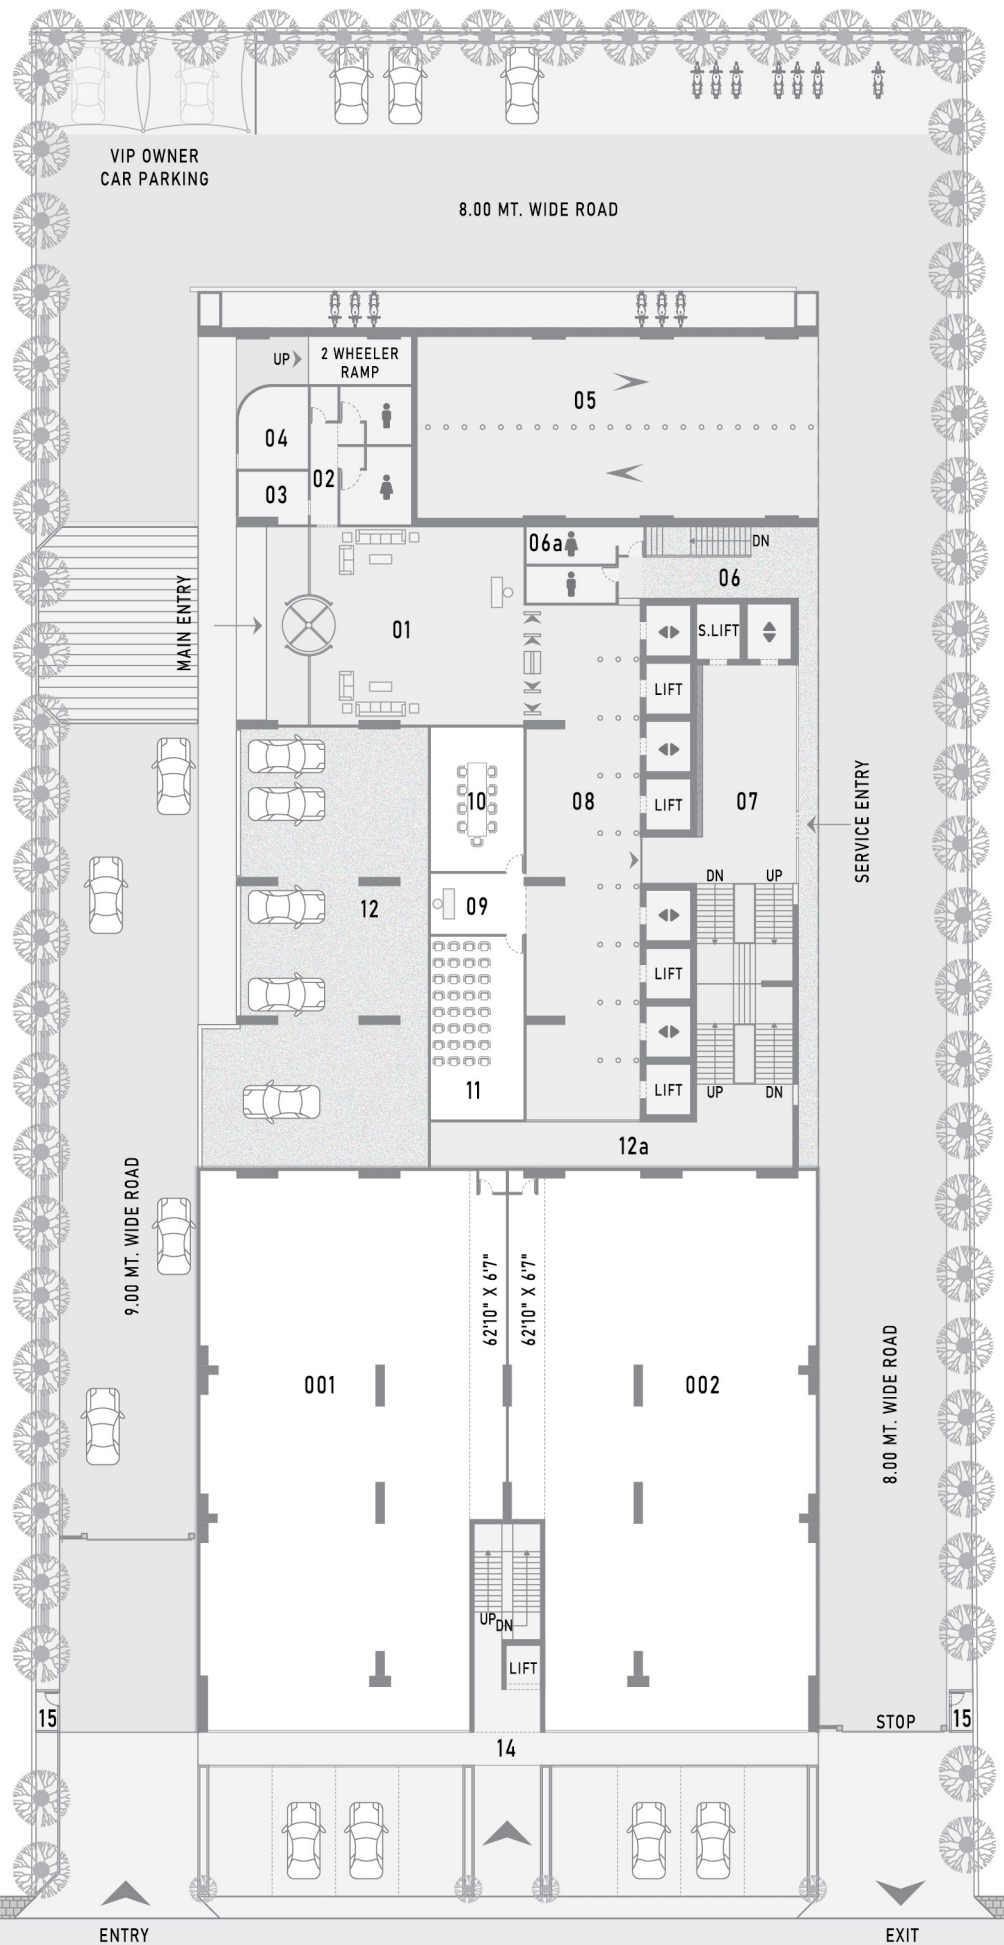 VIP OWNER
CAR PARKING
8.00 MT. WIDE ROAD
UP
2 WHEELER
RAMP
05
04
02
03
06a
DN
06
MAIN ENTRY
01
S.LIFT
LIFT
10
08
LIFT
07
SERVICE ENTRY
DN
UP
12
09
LIFT
11
LIFT
UP
DN
12a
9.00 MT. WIDE ROAD
62'10" X 6'7"
62'10" X 6'7"
001
002
8.00 MT. WIDE ROAD
UP
DN
LIFT
15
STOP
15
14
ENTRY
EXIT